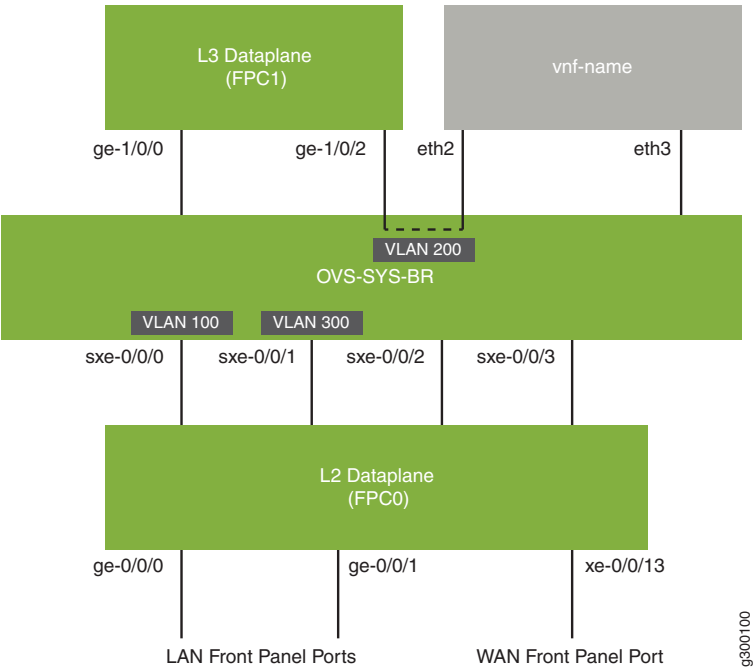 L3 Dataplane
(FPC1)
vnf-name
ge-1/0/0
ge-1/0/2
eth2
eth3
VLAN 200
OVS-SYS-BR
VLAN 100
VLAN 300
sxe-0/0/0
sxe-0/0/1
sxe-0/0/2
sxe-0/0/3
L2 Dataplane
(FPC0)
ge-0/0/0
ge-0/0/1
xe-0/0/13
LAN Front Panel Ports
WAN Front Panel Port
g300100